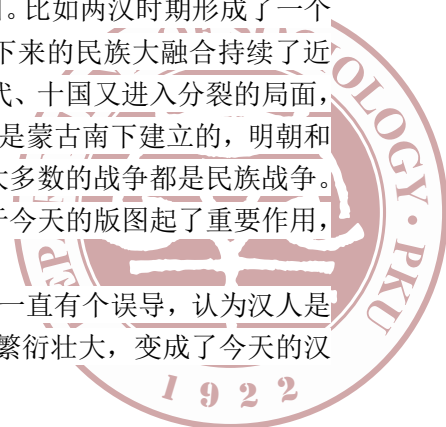 。比如两汉时期形成了一个
下来的民族大融合持续了近
代、十国又进入分裂的局面，
是蒙古南下建立的，明朝和
大多数的战争都是民族战争。
于今天的版图起了重要作用，
一直有个误导，认为汉人是
繁衍壮大，变成了今天的汉
OLOGY · PKU
1922